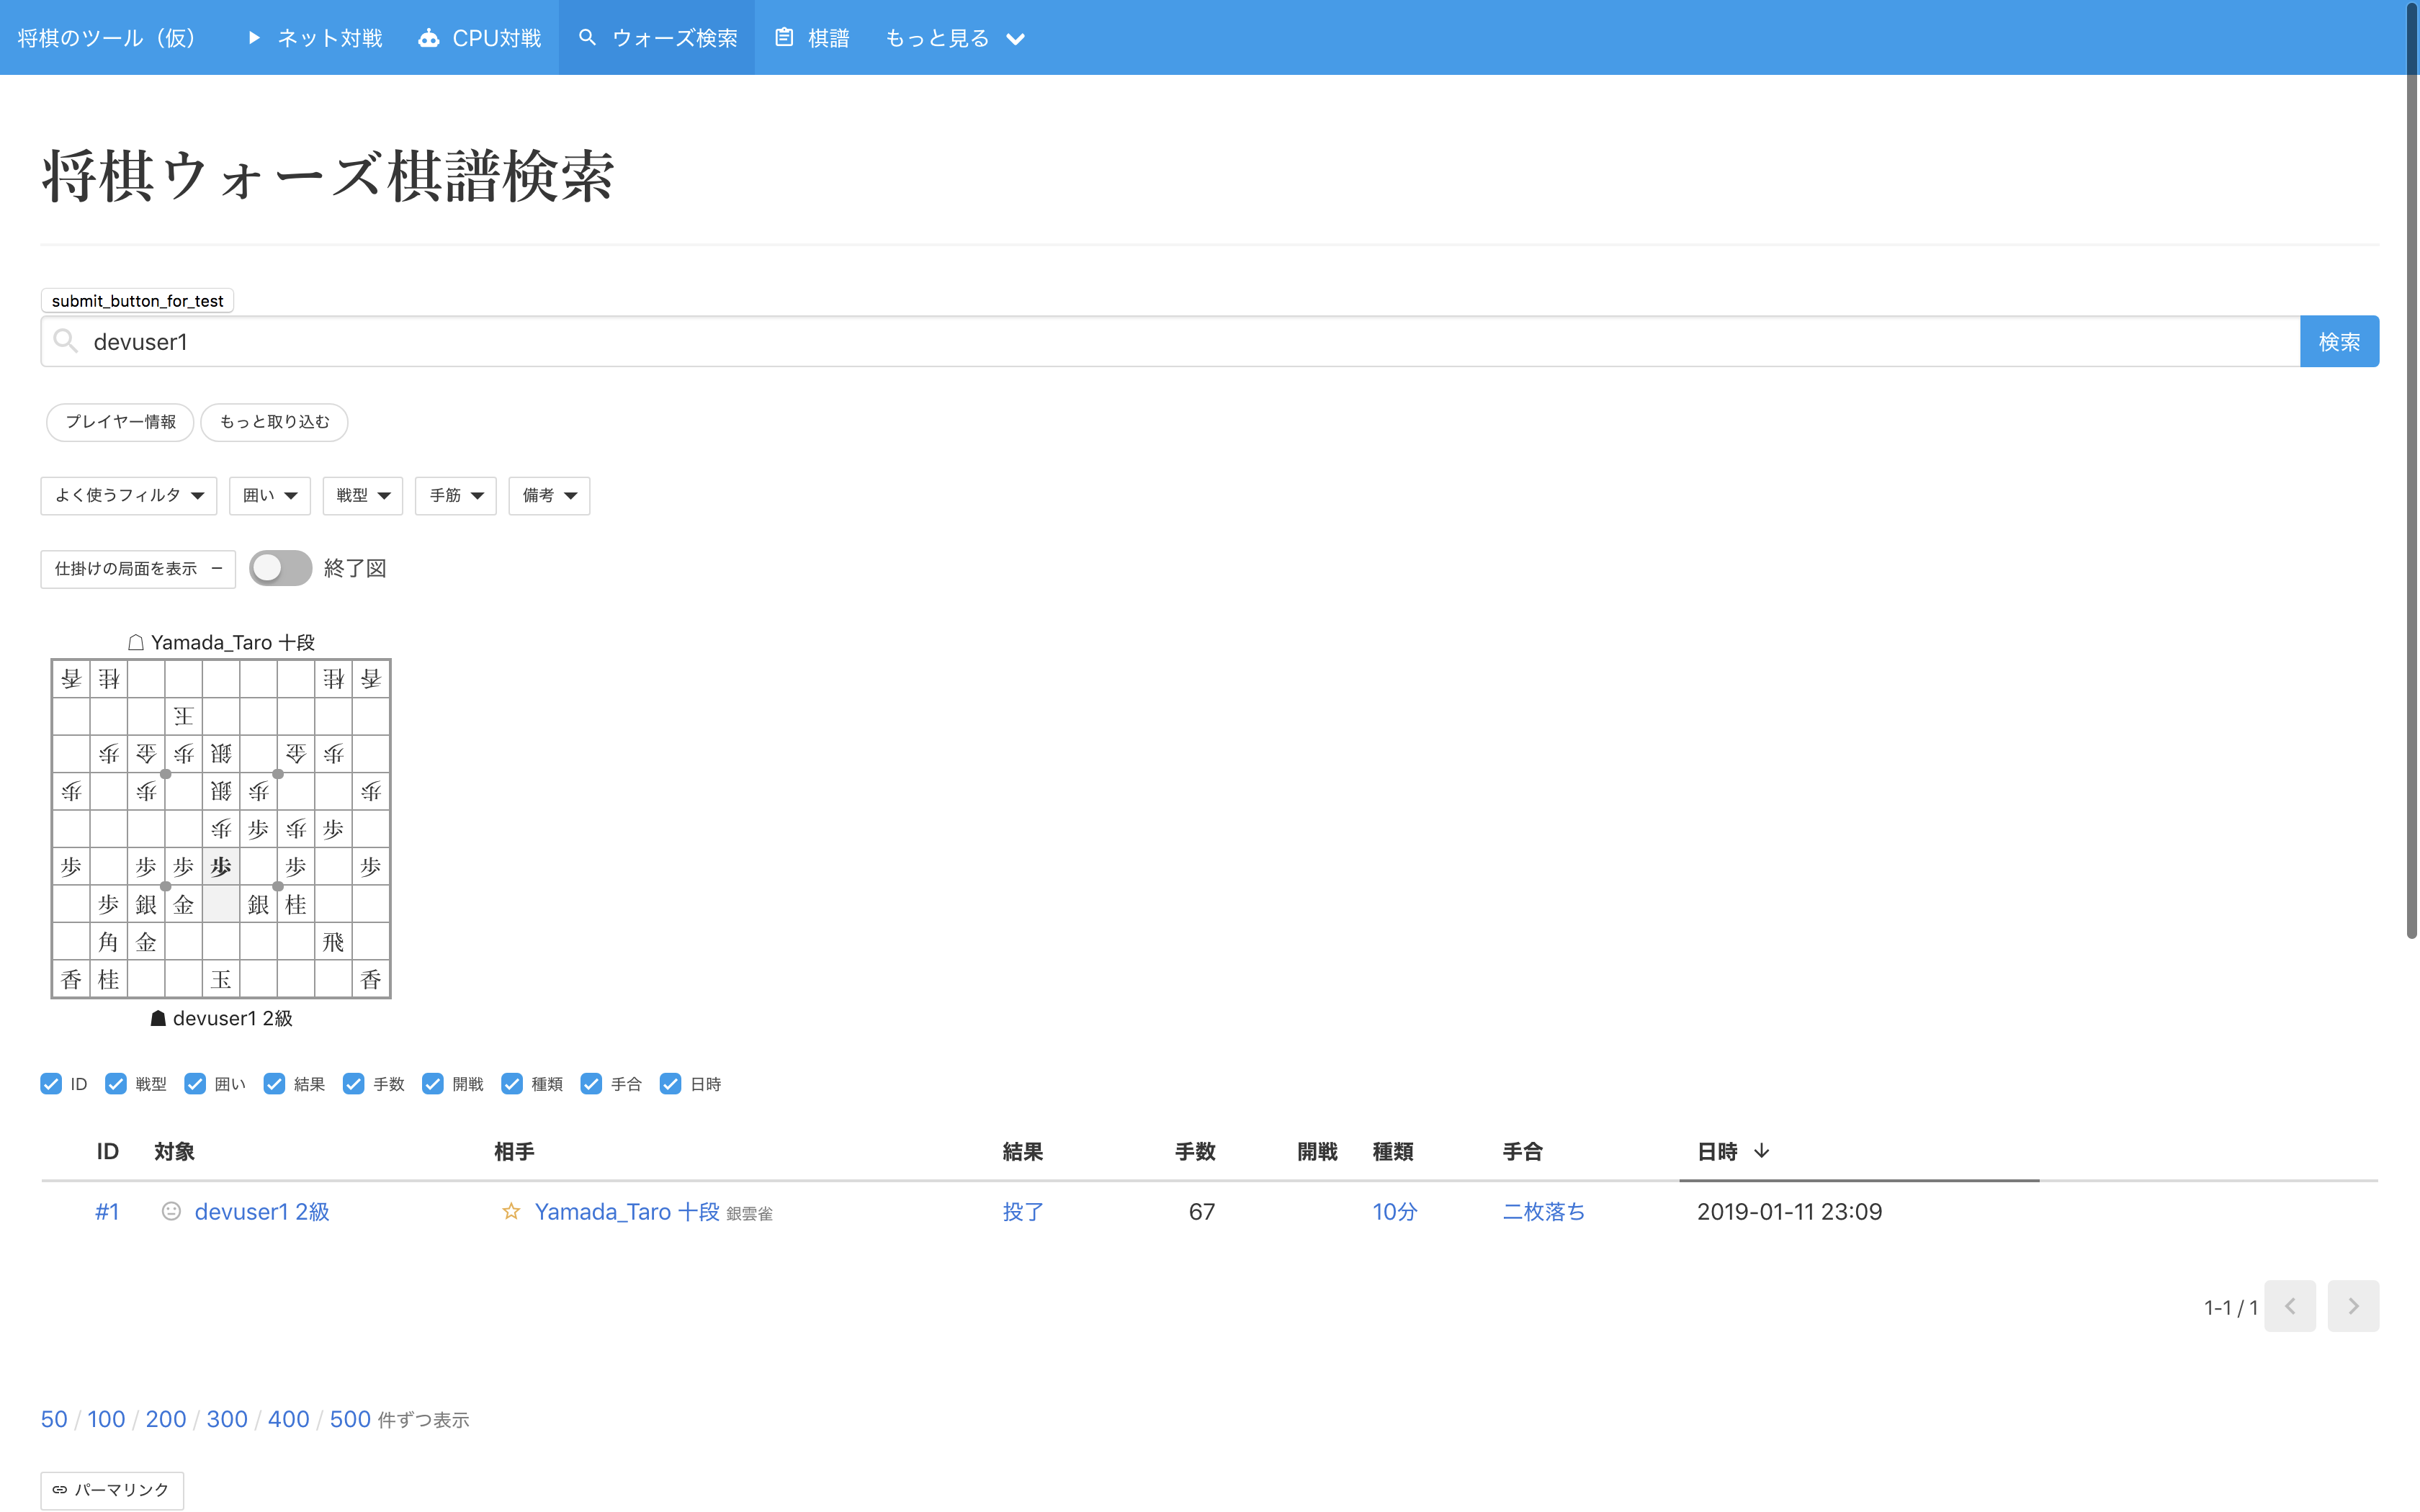 将棋のツール（仮） ネット対戦 CPU対戦 ウォーズ検索 棋譜 もっと見る
将棋ウォーズ棋譜検索
submit_button_for_test
devuser1 検索
プレイヤー情報 もっと取り込む
よく使うフィルタ 囲い 戦型 手筋 備考
仕掛けの局面を表示 終了図
☖ Yamada_Taro 十段
香 桂 桂 香
王
歩 金 歩 銀 金 歩
歩 歩 銀 歩 歩
歩 歩 歩 歩
歩 歩 歩 歩 歩 歩
歩 銀 金 銀 桂
角 金 飛
香 桂 玉 香
☗ devuser1 2級
ID 戦型 囲い 結果 手数 開戦 種類 手合 日時
ID 対象 相手 結果 手数 開戦 種類 手合 日時
#1 devuser1 2級 Yamada_Taro 十段 銀雲雀 投了 67 10分 二枚落ち 2019-01-11 23:09
1-1 / 1
50 / 100 / 200 / 300 / 400 / 500 件ずつ表示
パーマリンク